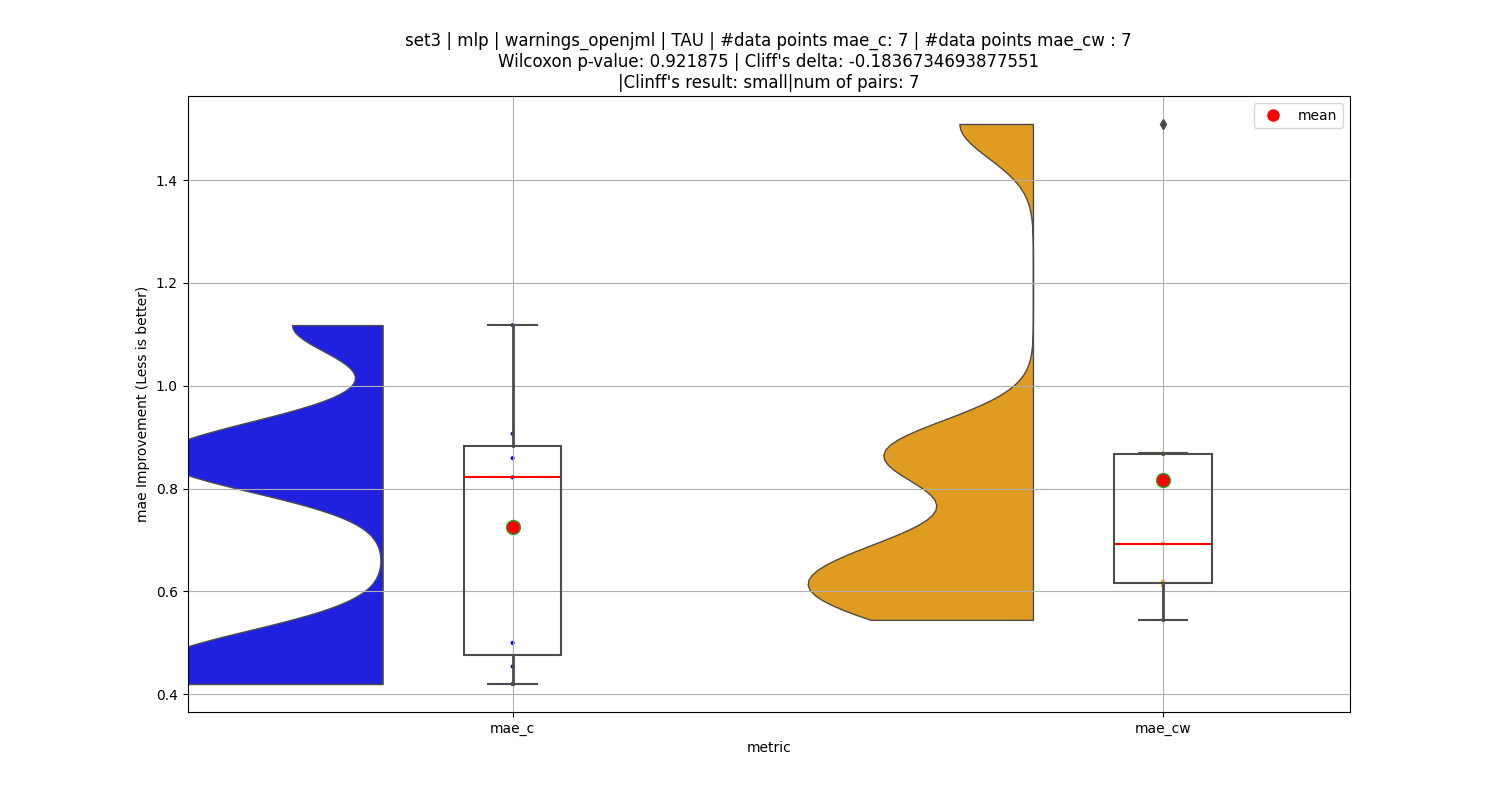 set3 | mlp | warnings_openjml | TAU | #data points mae_c: 7 | #data points mae_cw : 7
Wilcoxon p-value: 0.921875 | Cliff's delta: -0.1836734693877551
|Clinff's result: small|num of pairs: 7
mean
mae Improvement (Less is better)
1.4
1.2
1.0
0.8
0.6
0.4
mae_c
mae_cw
metric